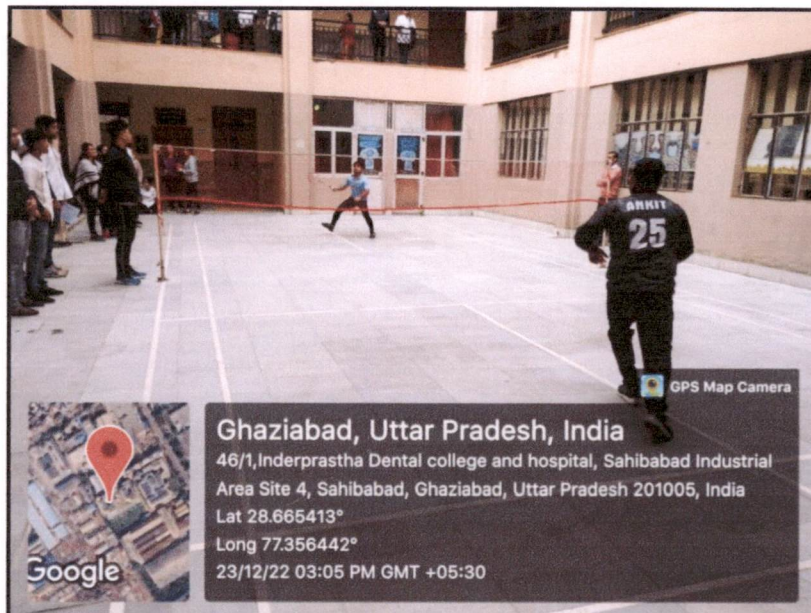 ANKIT
25
GPS Map Camera
Ghaziabad, Uttar Pradesh, India
46/1,Inderprastha Dental college and hospital, Sahibabad Industrial
Area Site 4, Sahibabad, Ghaziabad, Uttar Pradesh 201005, India
Lat 28.665413°
Long 77.356442°
23/12/22 03:05 PM GMT +05:30
Google